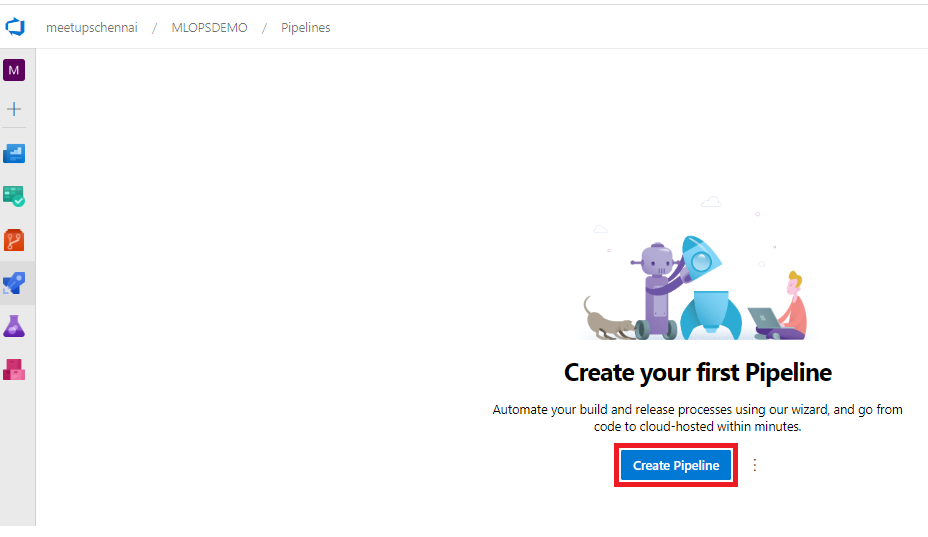 meetupschennai / MLOPSDEMO / Pipelines
M
Create your first Pipeline
Automate your build and release processes using our wizard, and go from
code to cloud-hosted within minutes.
Create Pipeline